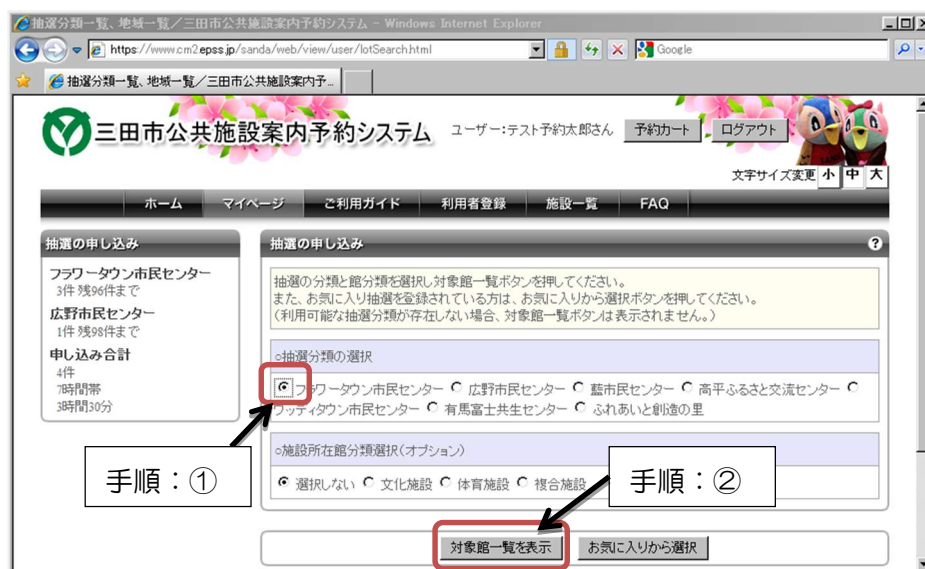 抽選分類一覧、地域一覧／三田市公共施設案内予約システム - Windows Internet Explorer
https://www.cm2.epss.jp/sanda/web/view/user/lotSearch.html
Google
抽選分類一覧、地域一覧／三田市公共施設案内予...
三田市公共施設案内予約システム
ユーザー:テスト予約太郎さん 予約カート ログアウト
文字サイズ変更 小 中 大
ホーム マイページ ご利用ガイド 利用者登録 施設一覧 FAQ
抽選の申し込み
フラワータウン市民センター
3件 残96件まで
広野市民センター
1件 残98件まで
申し込み合計
4件
7時間帯
3時間30分
抽選の申し込み ?
抽選の分類と館分類を選択し対象館一覧ボタンを押してください。
また、お気に入り抽選を登録されている方は、お気に入りから選択ボタンを押してください。
（利用可能な抽選分類が存在しない場合、対象館一覧ボタンは表示されません。）
○抽選分類の選択
フラワータウン市民センター 広野市民センター 藍市民センター 高平ふるさと交流センター
ウッディタウン市民センター 有馬富士共生センター ふれあいと創造の里
○施設所在館分類選択(オプション)
選択しない 文化施設 体育施設 複合施設
手順：①
手順：②
対象館一覧を表示 お気に入りから選択